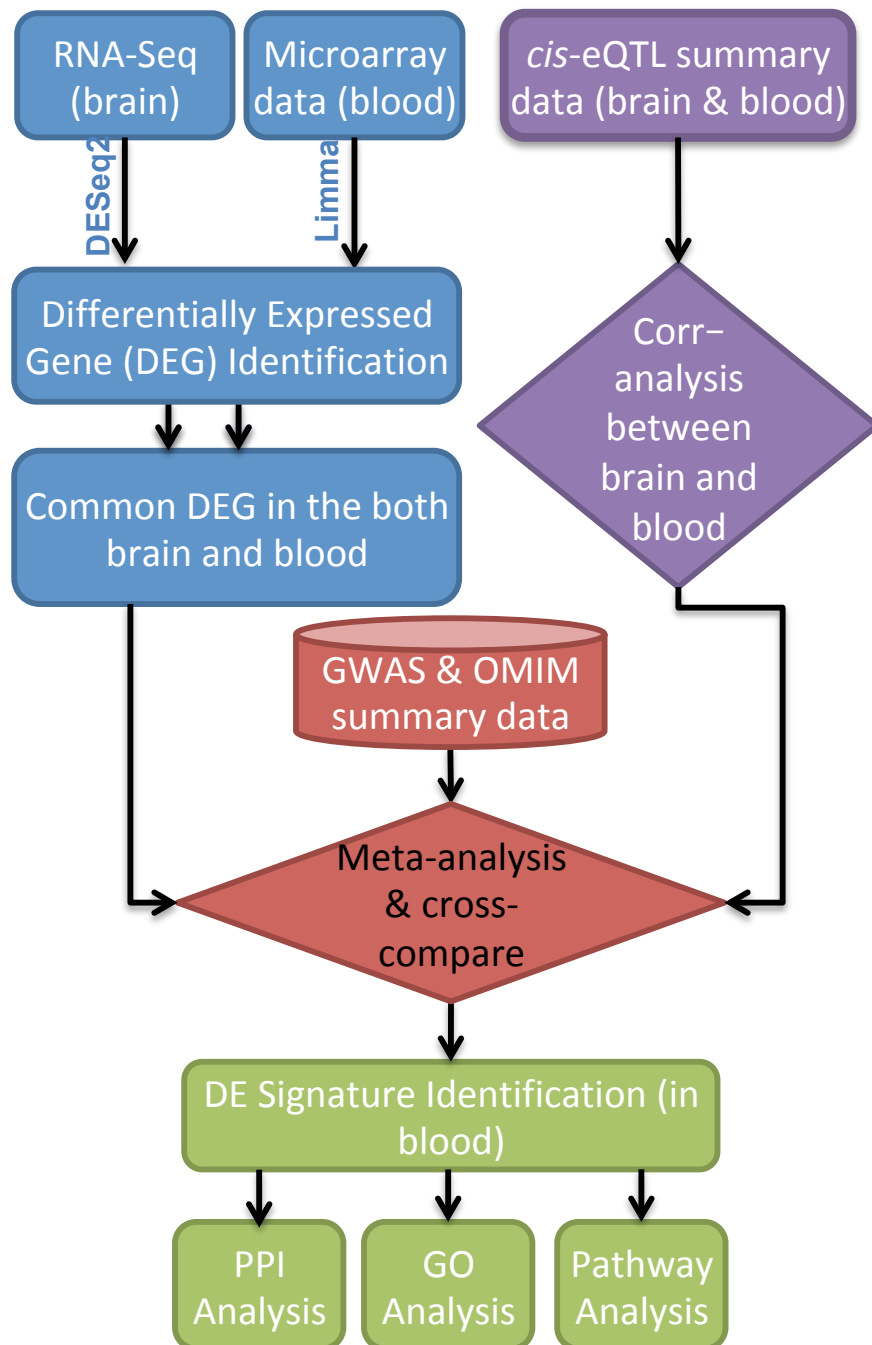 RNA-Seq
(brain)
Microarray
data (blood)
cis-eQTL summary
data (brain & blood)
DESeq2
Limma
Differentially Expressed
Gene (DEG) Identification
Corr–
analysis
between
brain and
blood
Common DEG in the both
brain and blood
GWAS & OMIM
summary data
Meta-analysis
& cross-
compare
DE Signature Identification (in
blood)
PPI
Analysis
GO
Analysis
Pathway
Analysis